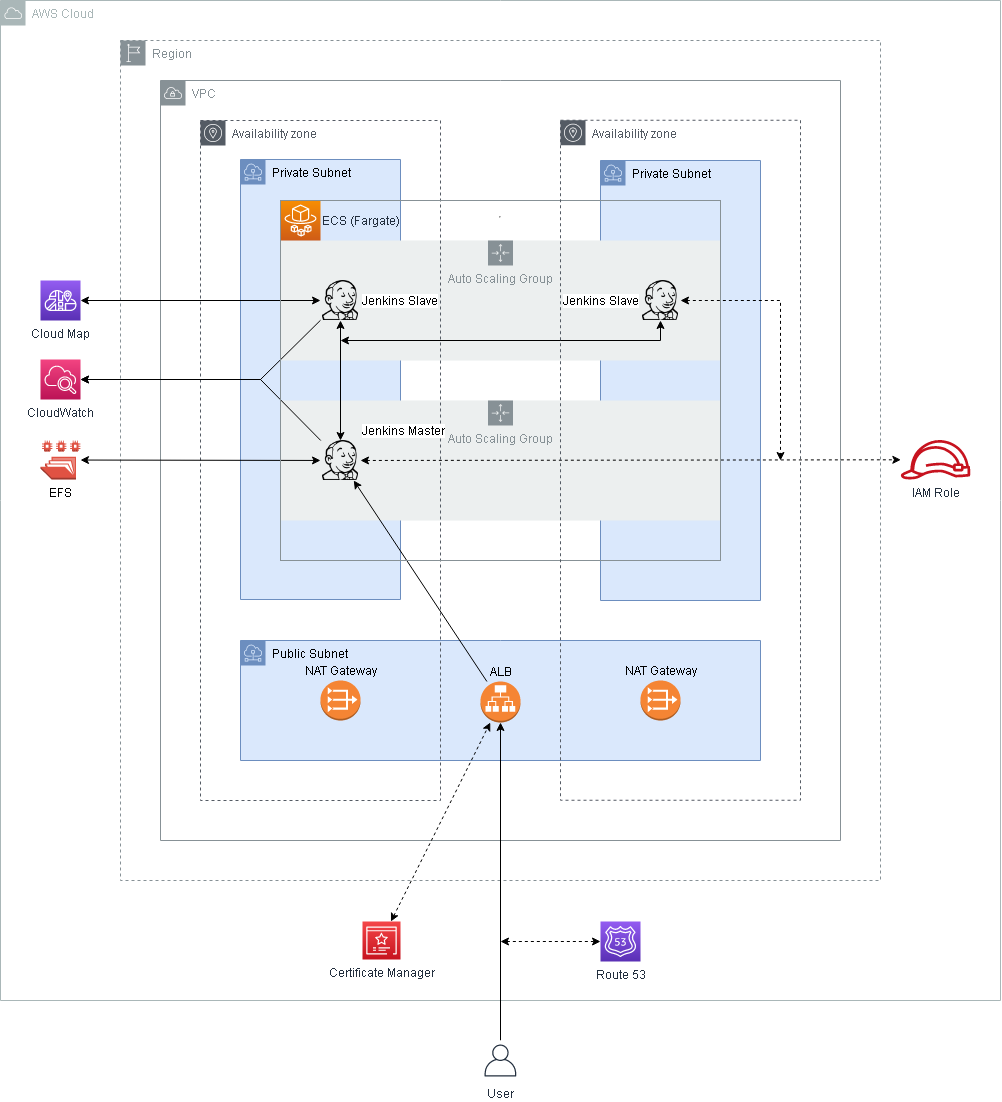 AWS Cloud
Region
VPC
Availability zone
Availability zone
Private Subnet
Private Subnet
ECS (Fargate)
Auto Scaling Group
Jenkins Slave
Jenkins Slave
Cloud Map
CloudWatch
Jenkins Master
Auto Scaling Group
EFS
IAM Role
Public Subnet
NAT Gateway
ALB
NAT Gateway
53
Certificate Manager
Route 53
User